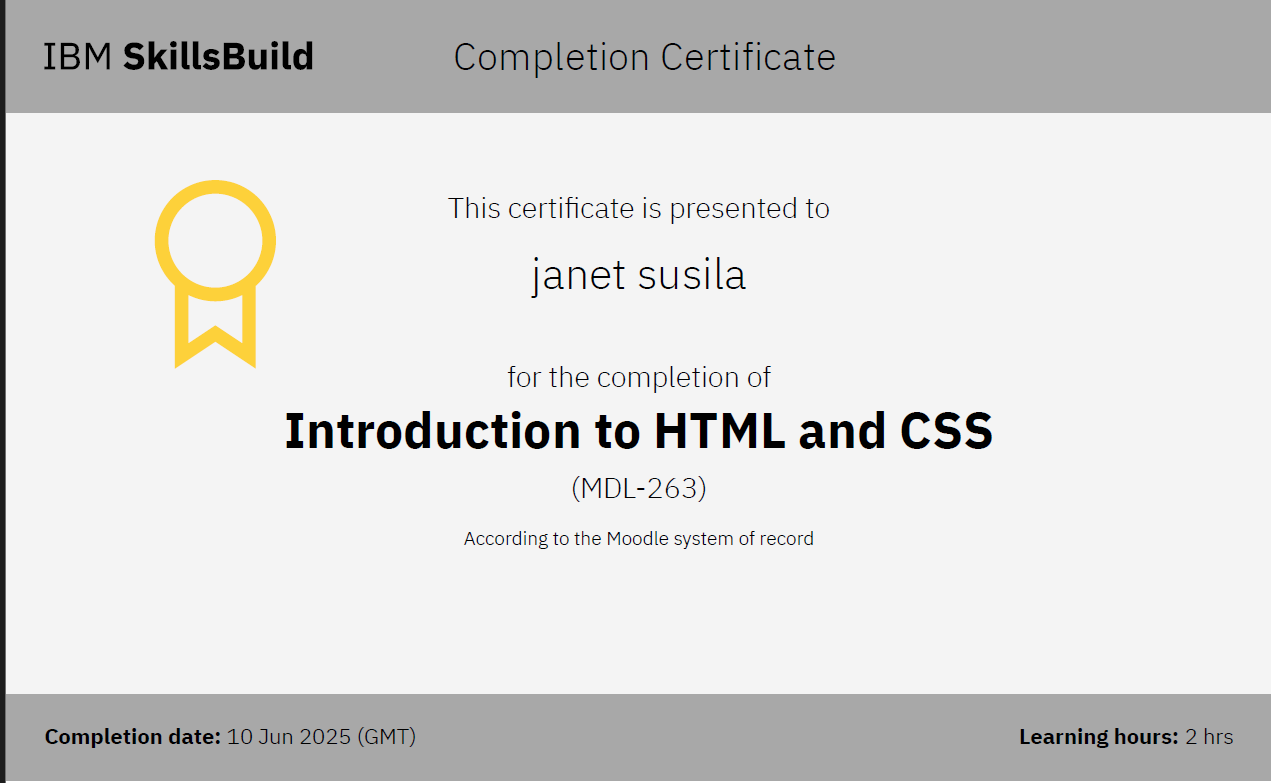 IBM SkillsBuild
Completion Certificate
This certificate is presented to
janet susila
for the completion of
Introduction to HTML and CSS
(MDL-263)
According to the Moodle system of record
Completion date: 10 Jun 2025 (GMT)
Learning hours: 2 hrs